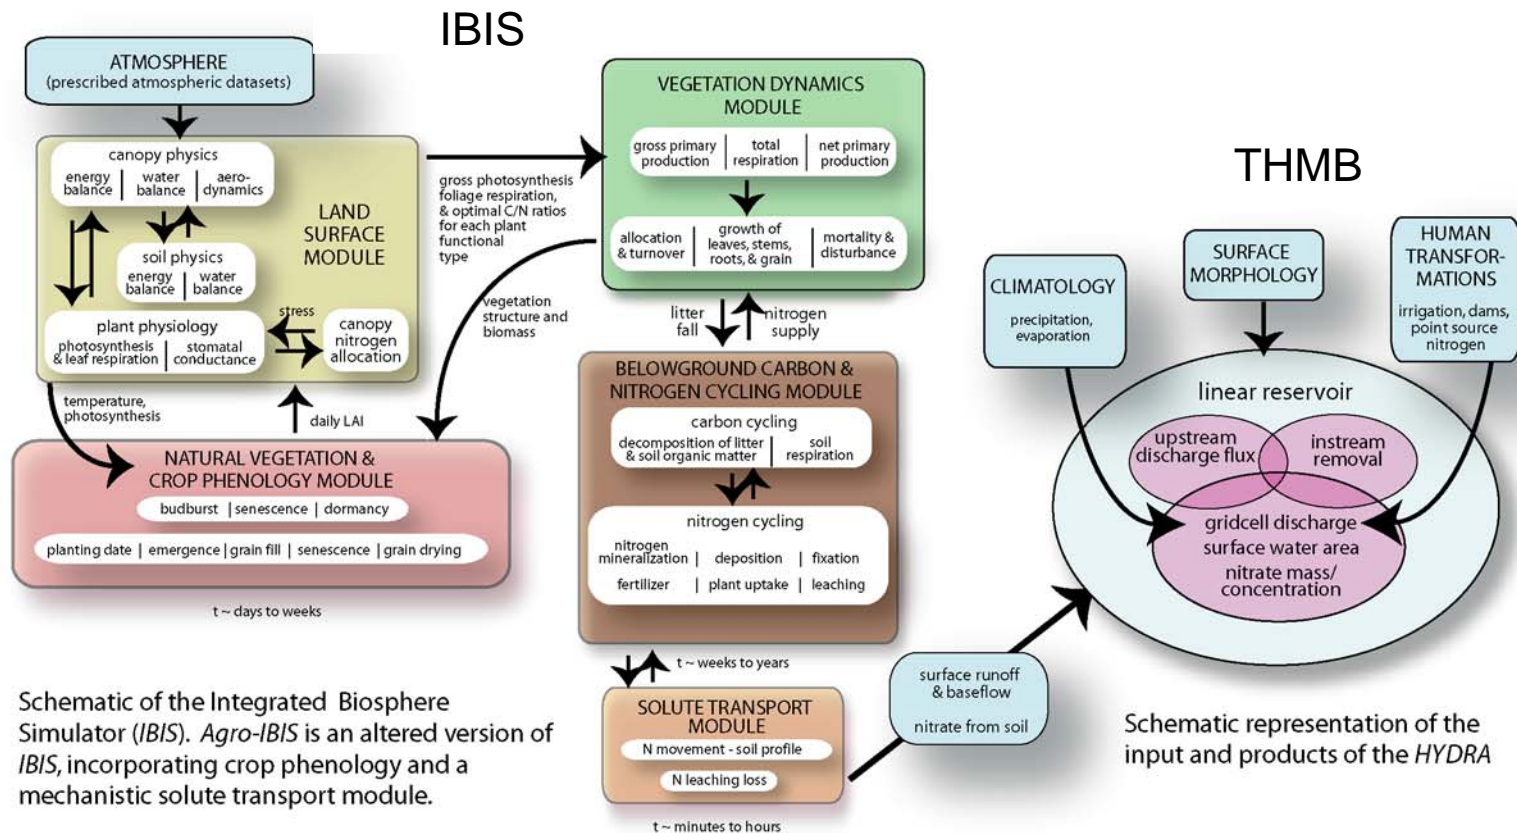 IBIS
ATMOSPHERE
(prescribed atmospheric datasets)
canopy physics
energy balance | water balance | aero-dynamics
LAND
SURFACE
MODULE
soil physics
energy balance | water balance
stress
plant physiology
photosynthesis & leaf respiration | stomatal conductance
canopy
nitrogen
allocation
gross photosynthesis
foliage respiration,
& optimal C/N ratios
for each plant
functional
type
VEGETATION DYNAMICS
MODULE
gross primary production | total respiration | net primary production
allocation & turnover | growth of leaves, stems, roots, & grain | mortality & disturbance
vegetation
structure and
biomass
litter
fall
nitrogen
supply
temperature,
photosynthesis
daily LAI
NATURAL VEGETATION &
CROP PHENOLOGY MODULE
budburst | senescence | dormancy
planting date | emergence | grain fill | senescence | grain drying
t ~ days to weeks
BELOWGROUND CARBON &
NITROGEN CYCLING MODULE
carbon cycling
decomposition of litter & soil organic matter | soil respiration
nitrogen cycling
nitrogen mineralization | deposition | fixation
fertilizer | plant uptake | leaching
t ~ weeks to years
SOLUTE TRANSPORT
MODULE
N movement - soil profile
N leaching loss
t ~ minutes to hours
surface runoff
& baseflow
nitrate from soil
Schematic of the Integrated Biosphere
Simulator (IBIS). Agro-IBIS is an altered version of
IBIS, incorporating crop phenology and a
mechanistic solute transport module.
THMB
CLIMATOLOGY
precipitation,
evaporation
SURFACE
MORPHOLOGY
HUMAN
TRANSFOR-
MATIONS
irrigation, dams,
point source
nitrogen
linear reservoir
upstream
discharge flux
instream
removal
gridcell discharge
surface water area
nitrate mass/
concentration
Schematic representation of the
input and products of the HYDRA